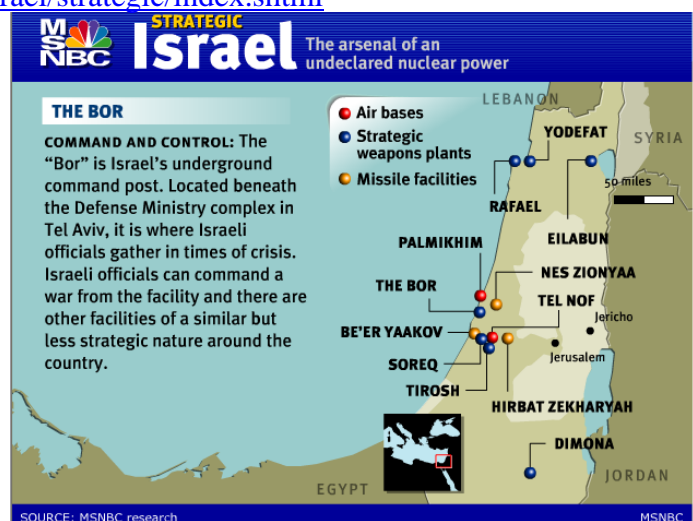 rael/strategic/index.shtml
MSNBC
STRATEGIC
Israel
The arsenal of an
undeclared nuclear power
THE BOR
COMMAND AND CONTROL: The
“Bor” is Israel’s underground
command post. Located beneath
the Defense Ministry complex in
Tel Aviv, it is where Israeli
officials gather in times of crisis.
Israeli officials can command a
war from the facility and there are
other facilities of a similar but
less strategic nature around the
country.
Air bases
Strategic
weapons plants
Missile facilities
LEBANON
YODEFAT
SYRIA
50 miles
RAFAEL
EILABUN
PALMIKHIM
NES ZIONYAA
THE BOR
TEL NOF
Jericho
BE’ER YAAKOV
Jerusalem
SOREQ
TIROSH
HIRBAT ZEKHARYAH
DIMONA
JORDAN
EGYPT
SOURCE: MSNBC research
MSNBC